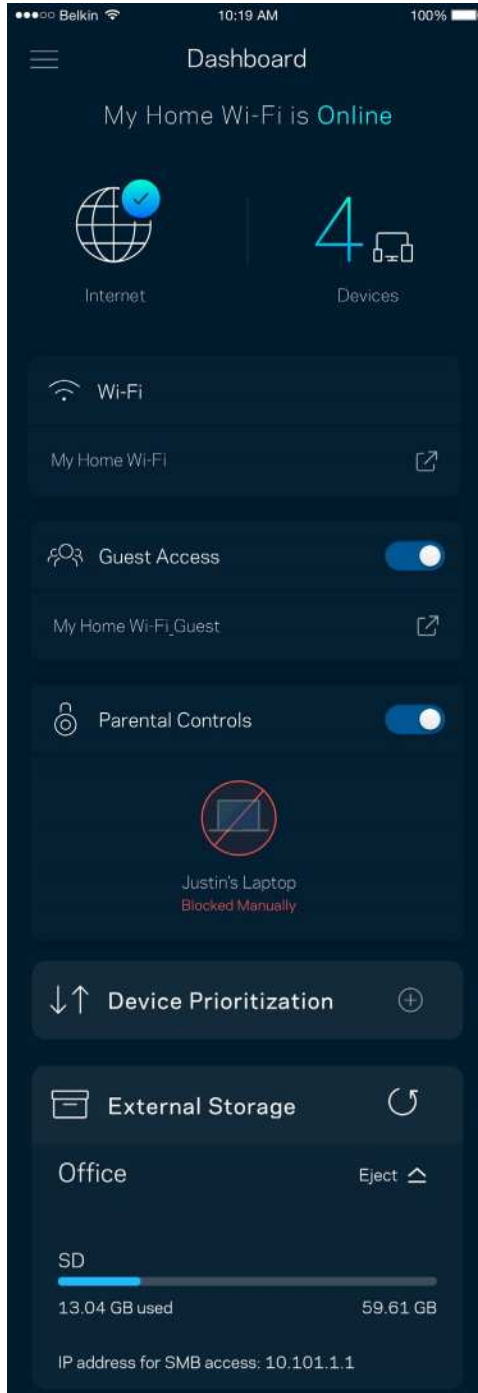 Belkin 10:19 AM 100%
Dashboard
My Home Wi-Fi is Online
4
Internet Devices
Wi-Fi
My Home Wi-Fi
Guest Access
My Home Wi-Fi_Guest
Parental Controls
Justin's Laptop
Blocked Manually
Device Prioritization
External Storage
Office Eject
SD
13.04 GB used 59.61 GB
IP address for SMB access: 10.101.1.1